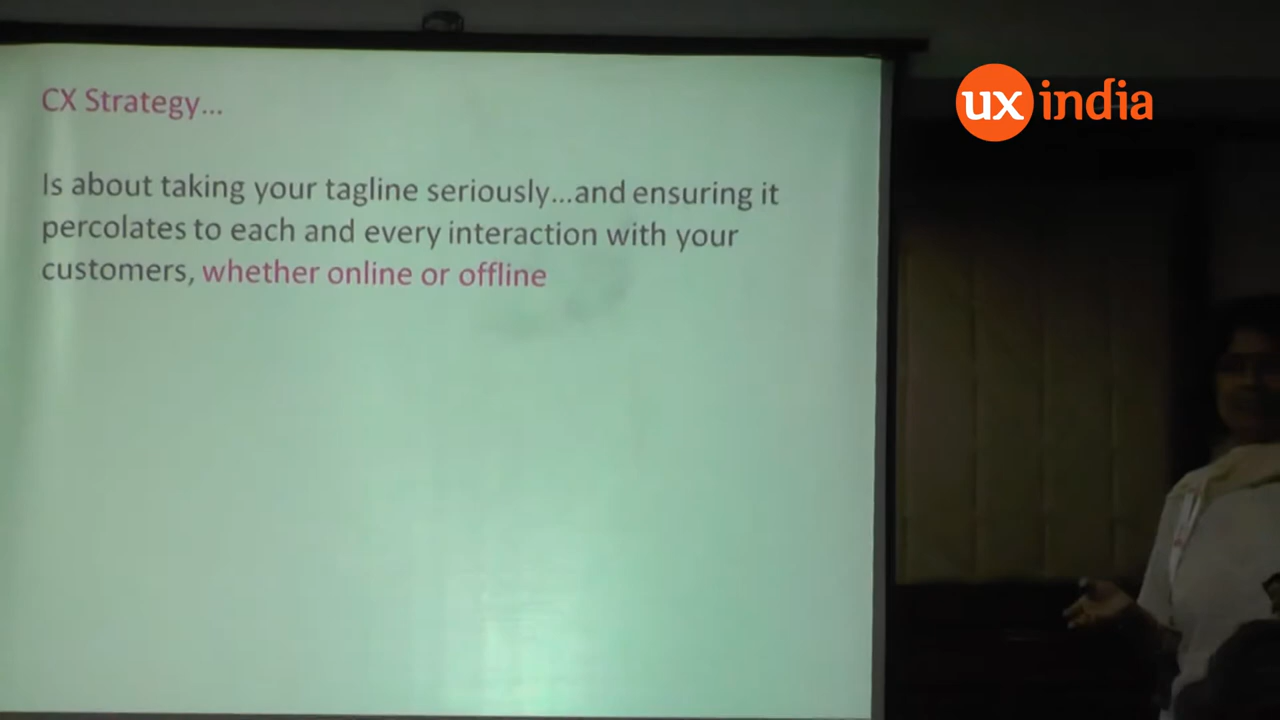 CX Strategy...
Is about taking your tagline seriously...and ensuring it
percolates to each and every interaction with your
customers, whether online or offline
ux india